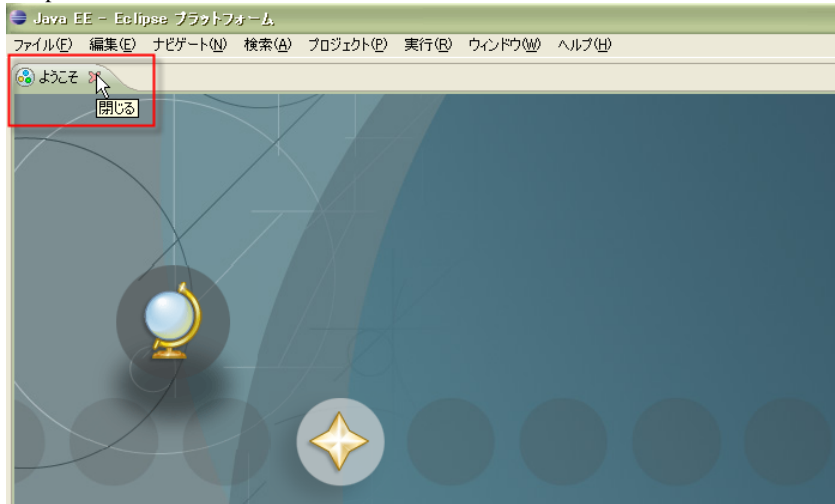 Java EE - Eclipse プラットフォーム
ファイル(F) 編集(E) ナビゲート(N) 検索(A) プロジェクト(P) 実行(R) ウィンドウ(W) ヘルプ(H)
ようこそ
閉じる